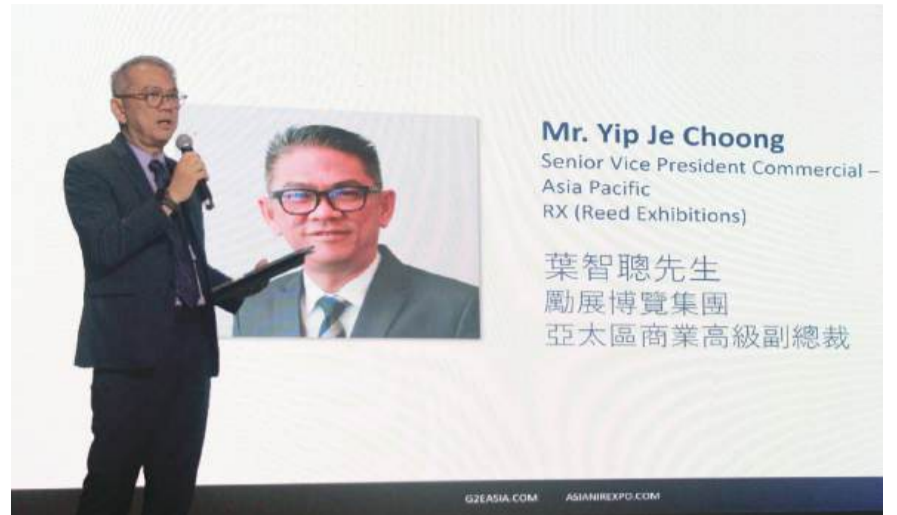 Mr. Yip Je Choong
Senior Vice President Commercial –
Asia Pacific
RX (Reed Exhibitions)
葉智聰先生
勵展博覽集團
亞太區商業高級副總裁
G2EASIA.COM ASIANIREXPO.COM